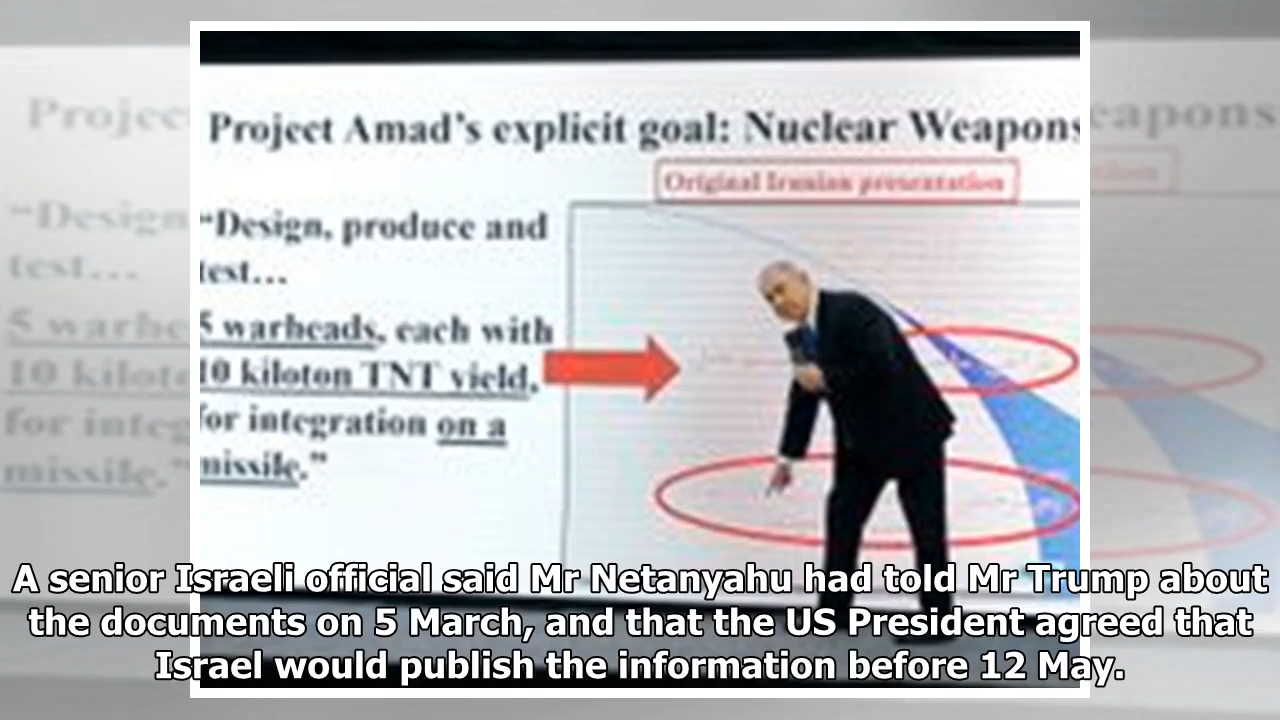 Project Amad's explicit goal: Nuclear Weapons
Original Iranian presentation
"Design, produce and
test...
5 warheads, each with
10 kiloton TNT yield,
for integration on a
missile."
A senior Israeli official said Mr Netanyahu had told Mr Trump about
the documents on 5 March, and that the US President agreed that
Israel would publish the information before 12 May.